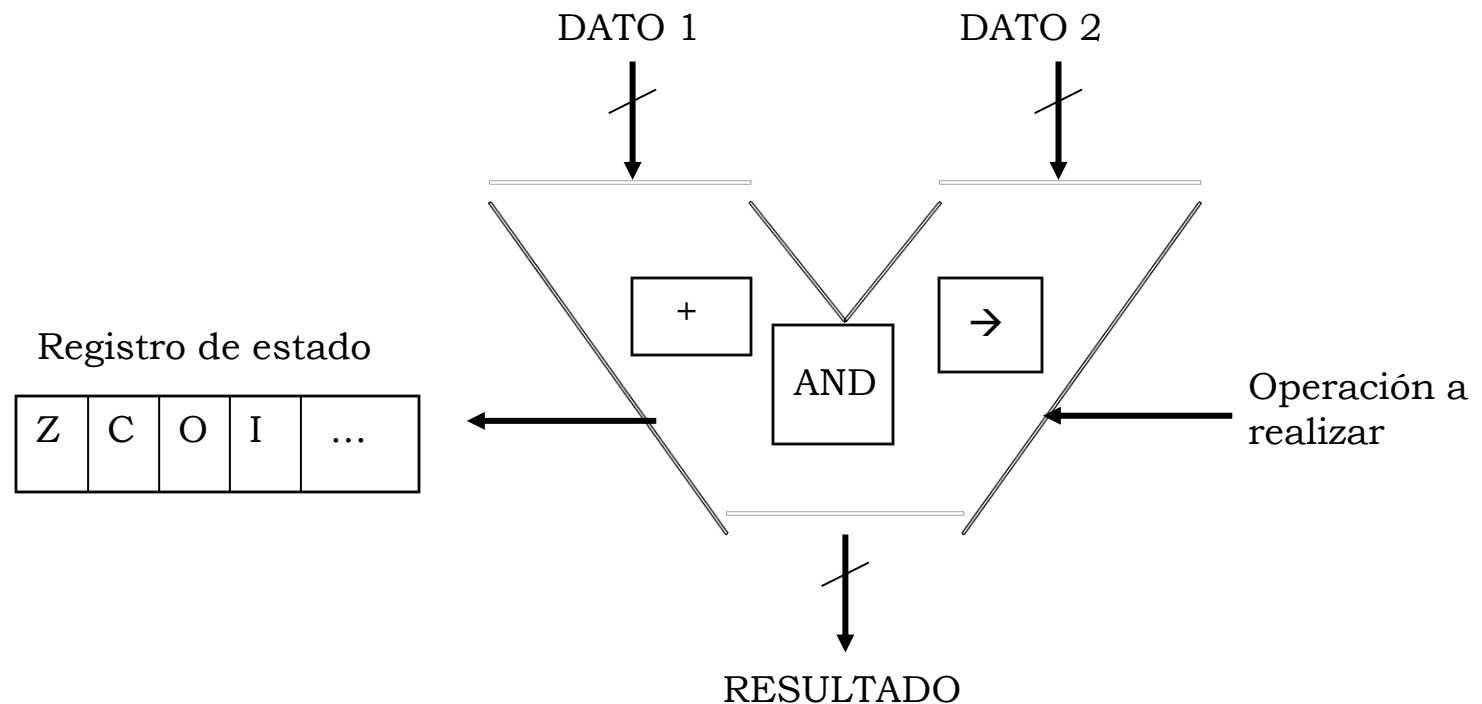 DATO 1
DATO 2
+
→
AND
Registro de estado
Z C O I ...
Operación a
realizar
RESULTADO